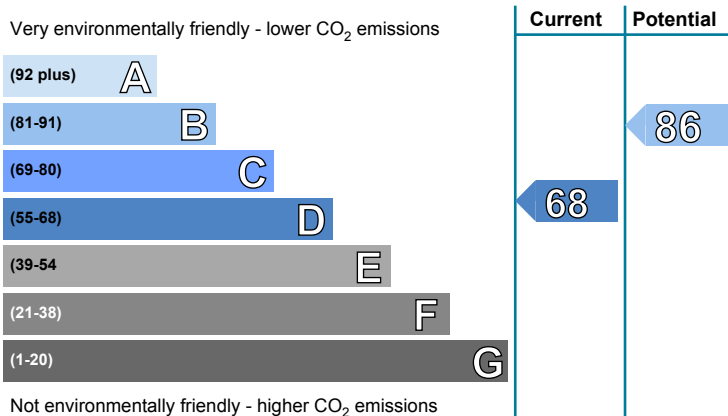 Very environmentally friendly - lower CO2 emissions
Current
Potential
(92 plus) A
(81-91) B
(69-80) C
(55-68) D
(39-54 E
(21-38) F
(1-20) G
86
68
Not environmentally friendly - higher CO2 emissions